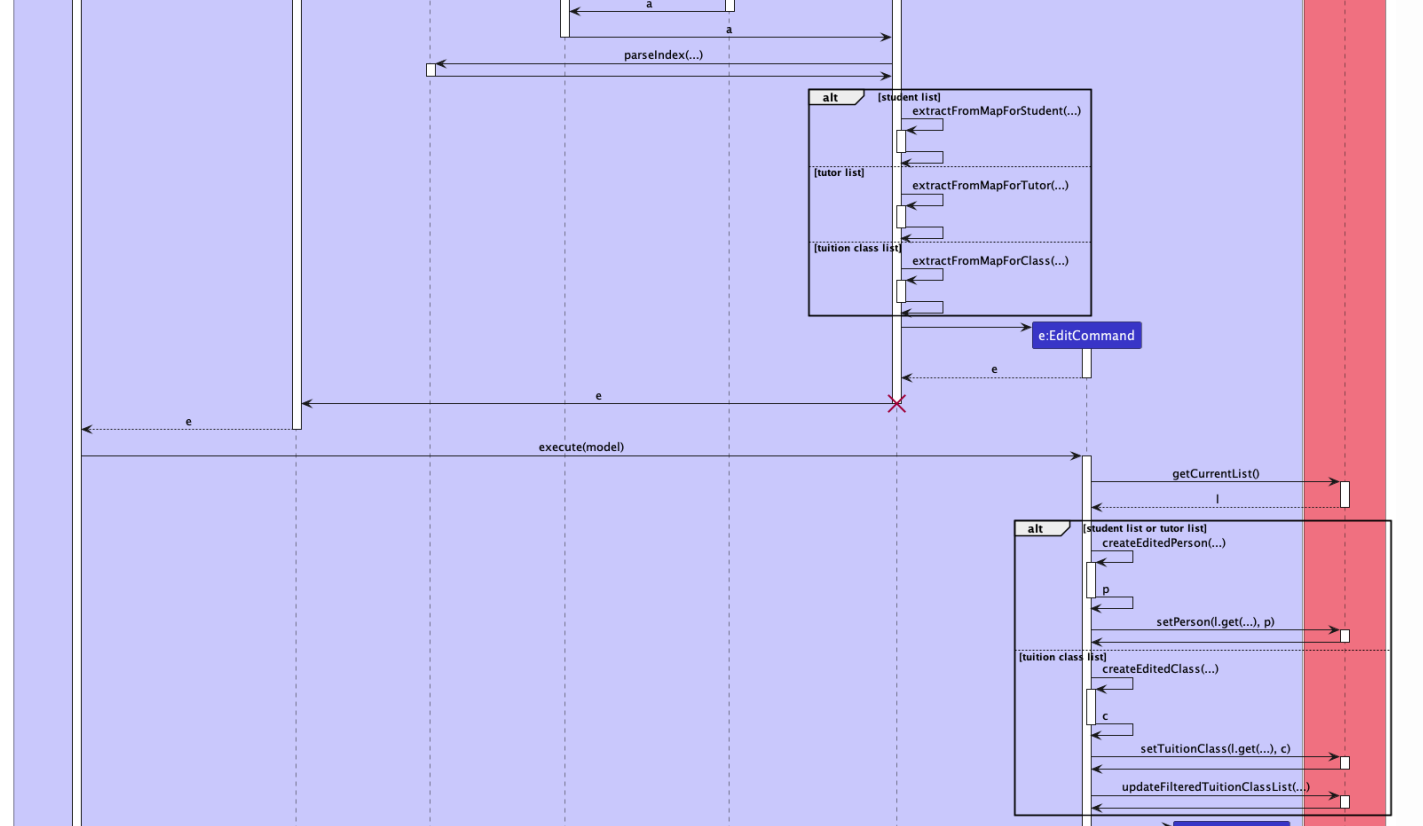 a
a
parseIndex(...)
alt
[student list]
extractFromMapForStudent(...)
[tutor list]
extractFromMapForTutor(...)
[tuition class list]
extractFromMapForClass(...)
e:EditCommand
e
e
e
execute(model)
getCurrentList()
l
alt
[student list or tutor list]
createEditedPerson(...)
p
setPerson(l.get(...), p)
[tuition class list]
createEditedClass(...)
c
setTuitionClass(l.get(...), c)
updateFilteredTuitionClassList(...)